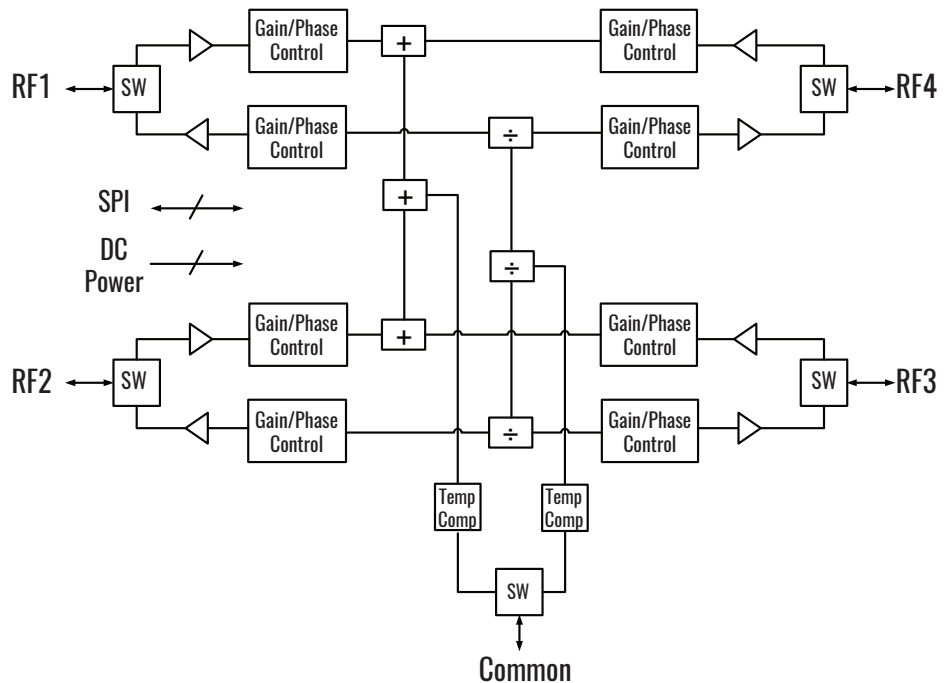 Gain/Phase
Control
+
Gain/Phase
Control
RF1
SW
SW
RF4
Gain/Phase
Control
÷
Gain/Phase
Control
SPI
+
DC
Power
÷
Gain/Phase
Control
+
Gain/Phase
Control
RF2
SW
SW
RF3
Gain/Phase
Control
÷
Gain/Phase
Control
Temp
Comp
Temp
Comp
SW
Common